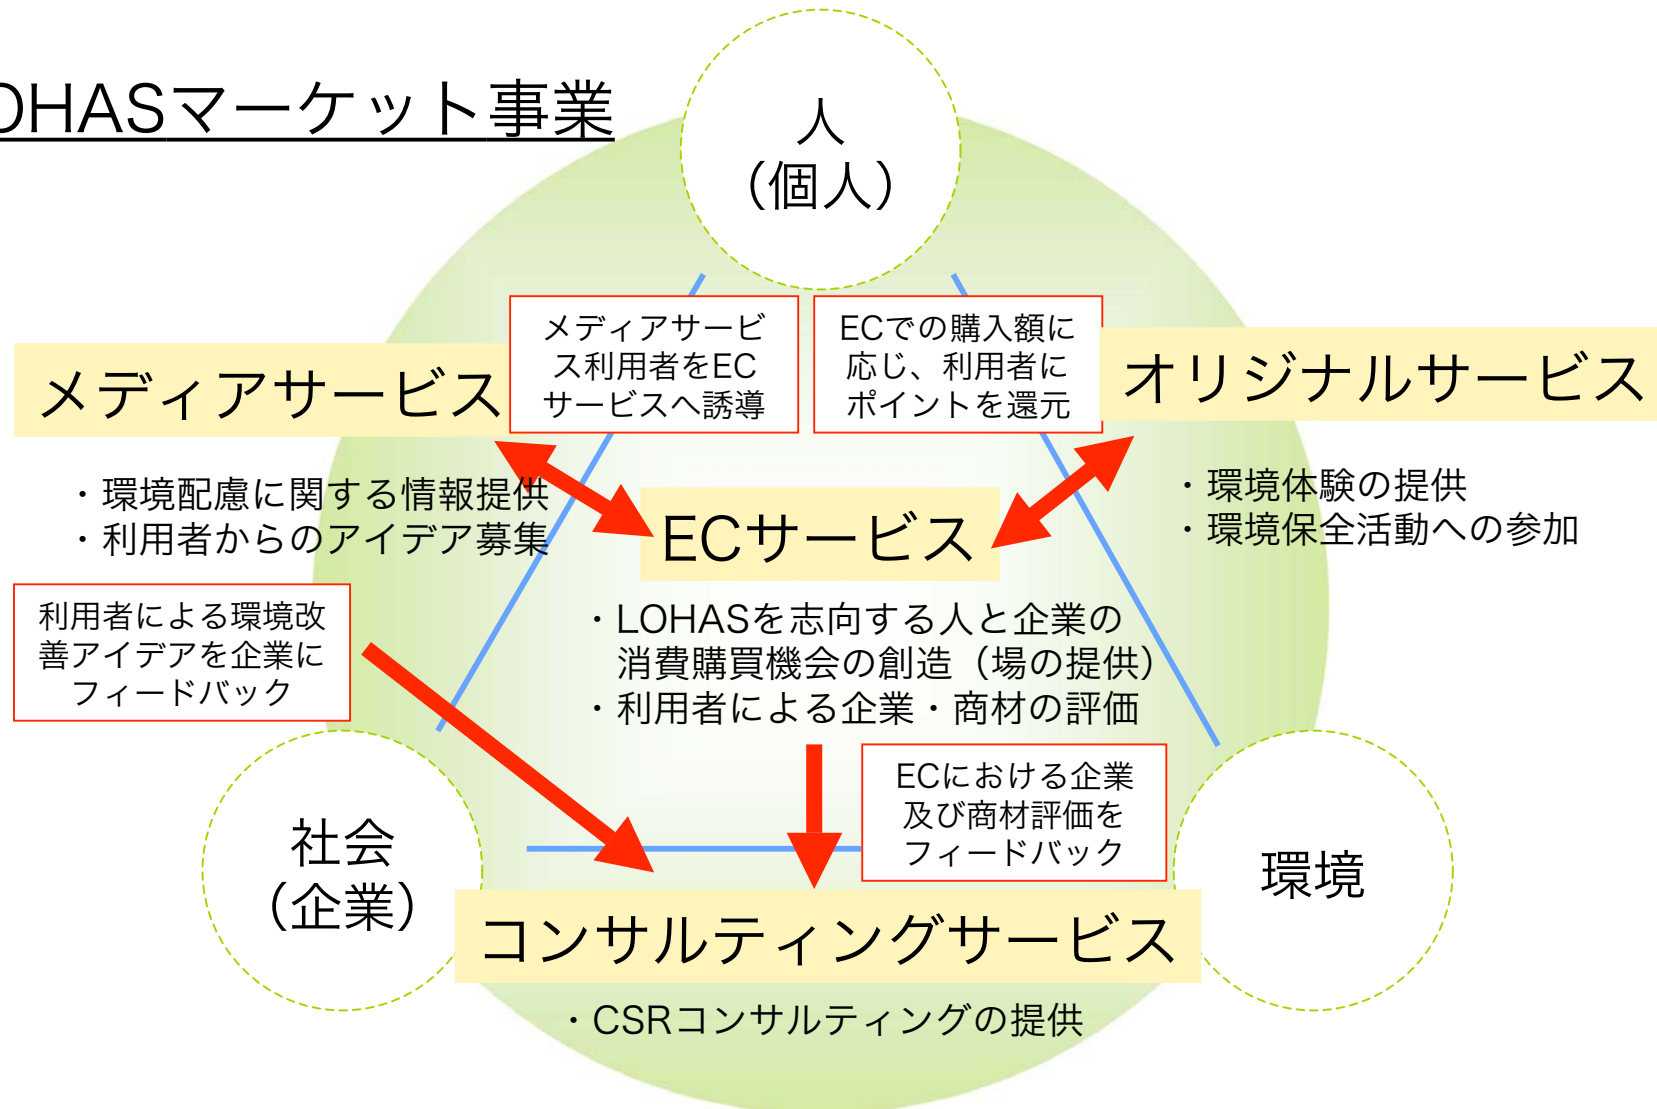 OHASマーケット事業
人
（個人）
メディアサービ
ス利用者をEC
サービスへ誘導
ECでの購入額に
応じ、利用者に
ポイントを還元
メディアサービス
オリジナルサービス
・環境配慮に関する情報提供
・利用者からのアイデア募集
ECサービス
・環境体験の提供
・環境保全活動への参加
利用者による環境改
善アイデアを企業に
フィードバック
・LOHASを志向する人と企業の
消費購買機会の創造（場の提供）
・利用者による企業・商材の評価
ECにおける企業
及び商材評価を
フィードバック
社会
（企業）
環境
コンサルティングサービス
・CSRコンサルティングの提供